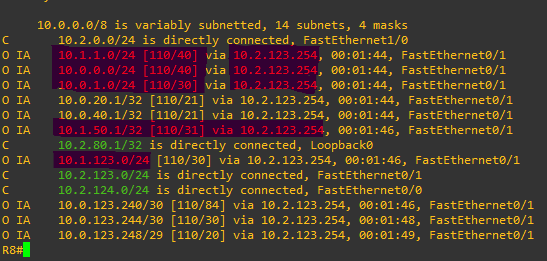 10.0.0.0/8 is variably subnetted, 14 subnets, 4 masks
C 10.2.0.0/24 is directly connected, FastEthernet1/0
O IA 10.1.1.0/24 [110/40] via 10.2.123.254, 00:01:44, FastEthernet0/1
O IA 10.0.0.0/24 [110/40] via 10.2.123.254, 00:01:44, FastEthernet0/1
O IA 10.0.1.0/24 [110/30] via 10.2.123.254, 00:01:44, FastEthernet0/1
O IA 10.0.20.1/32 [110/21] via 10.2.123.254, 00:01:44, FastEthernet0/1
O IA 10.0.40.1/32 [110/21] via 10.2.123.254, 00:01:44, FastEthernet0/1
O IA 10.1.50.1/32 [110/31] via 10.2.123.254, 00:01:46, FastEthernet0/1
C 10.2.80.1/32 is directly connected, Loopback0
O IA 10.1.123.0/24 [110/30] via 10.2.123.254, 00:01:46, FastEthernet0/1
C 10.2.123.0/24 is directly connected, FastEthernet0/1
C 10.2.124.0/24 is directly connected, FastEthernet0/0
O IA 10.0.123.240/30 [110/84] via 10.2.123.254, 00:01:46, FastEthernet0/1
O IA 10.0.123.244/30 [110/30] via 10.2.123.254, 00:01:48, FastEthernet0/1
O IA 10.0.123.248/29 [110/20] via 10.2.123.254, 00:01:49, FastEthernet0/1
R8#